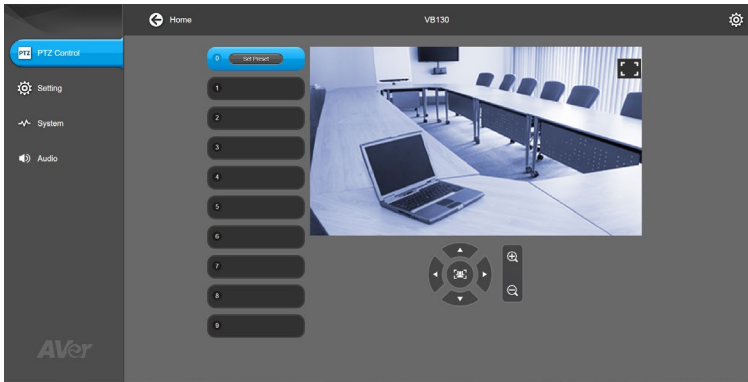 Home
VB130
PTZ PTZ Control
Setting
System
Audio
0 Set Preset
1
2
3
4
5
6
7
8
9
AVer